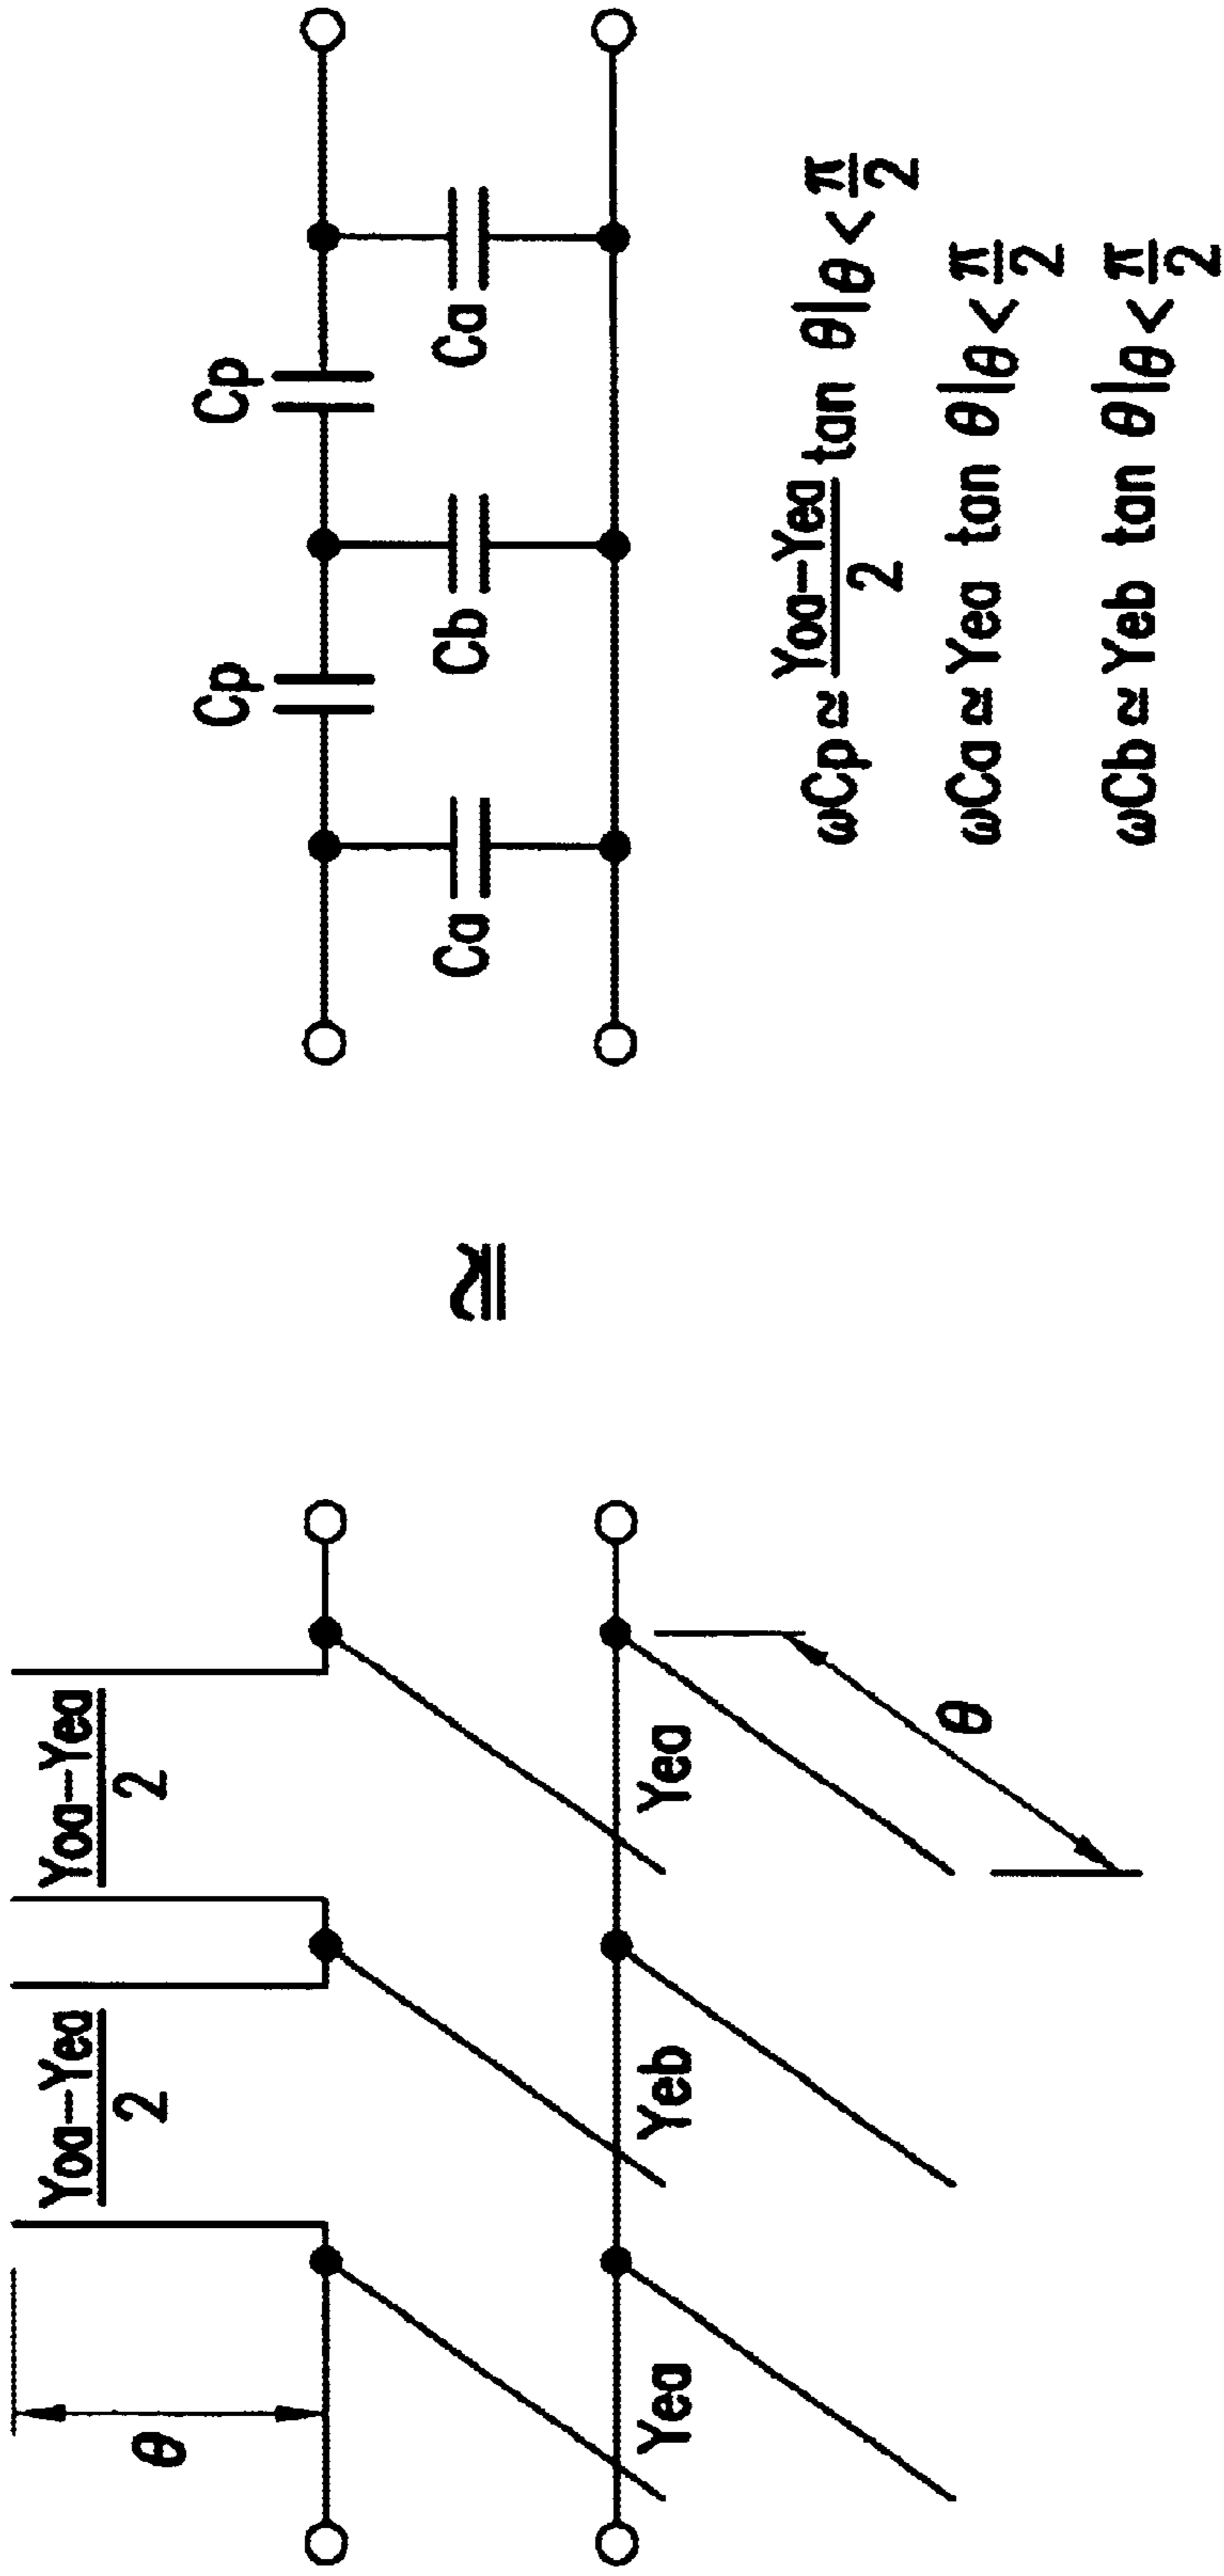 Yoa−Yea
2
Yoa−Yea
2
θ
Yea
Yeb
Yea
θ
≅
Cp
Cp
Ca
Cb
Ca
ωCp≃Yoa−Yea/2 tan θ|θ<π/2
ωCa≃Yea tan θ|θ<π/2
ωCb≃Yeb tan θ|θ<π/2